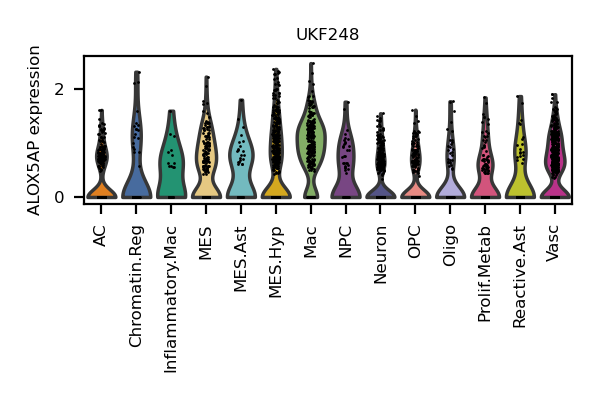 UKF248
ALOX5AP expression
2
0
AC
Chromatin.Reg
Inflammatory.Mac
MES
MES.Ast
MES.Hyp
Mac
NPC
Neuron
OPC
Oligo
Prolif.Metab
Reactive.Ast
Vasc